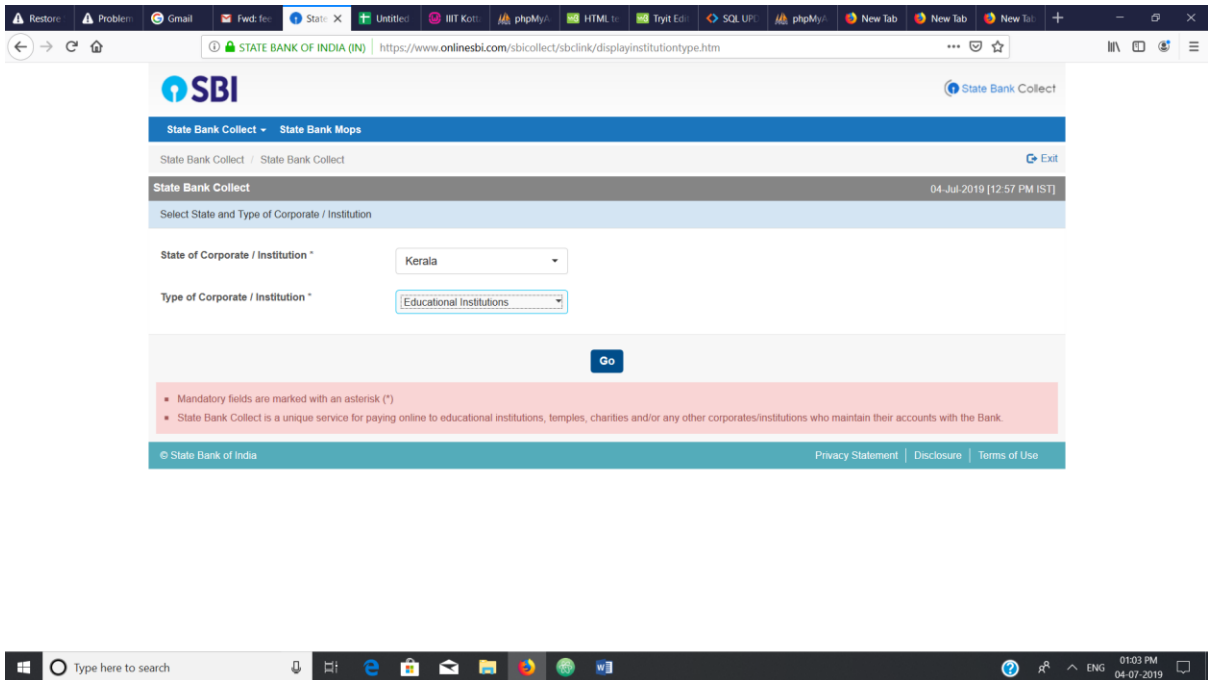 Restore Problem Gmail Fwd: fee State Untitled IIIT Kott phpMyA HTML te Tryit Edit SQL UPD phpMyA New Tab New Tab New Tab
STATE BANK OF INDIA (IN) https://www.onlinesbi.com/sbicollect/sbclink/displayinstitutiontype.htm
SBI State Bank Collect
State Bank Collect State Bank Mops
State Bank Collect / State Bank Collect Exit
State Bank Collect 04-Jul-2019 [12:57 PM IST]
Select State and Type of Corporate / Institution
State of Corporate / Institution * Kerala
Type of Corporate / Institution * Educational Institutions
Go
Mandatory fields are marked with an asterisk (*)
State Bank Collect is a unique service for paying online to educational institutions, temples, charities and/or any other corporates/institutions who maintain their accounts with the Bank.
© State Bank of India Privacy Statement | Disclosure | Terms of Use
Type here to search ENG 01:03 PM
04-07-2019